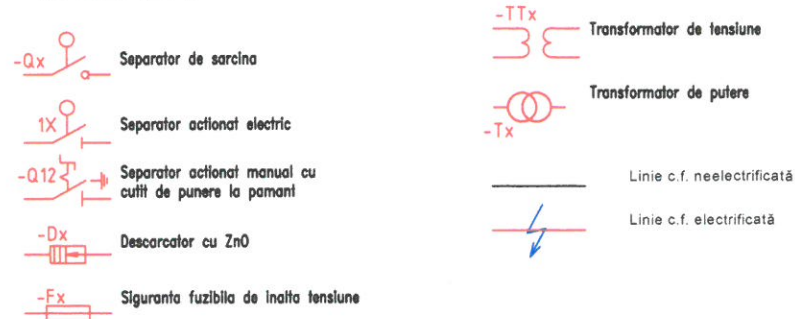 -Qx
Separator de sarcina
1X
Separator actionat electric
-Q12
Separator actionat manual cu
cutit de punere la pamant
-Dx
Descarcator cu ZnO
-Fx
Siguranta fuzibila de inalta tensiune
-TTx
Transformator de tensiune
Transformator de putere
-Tx
Linie c.f. neelectrificată
Linie c.f. electrificată